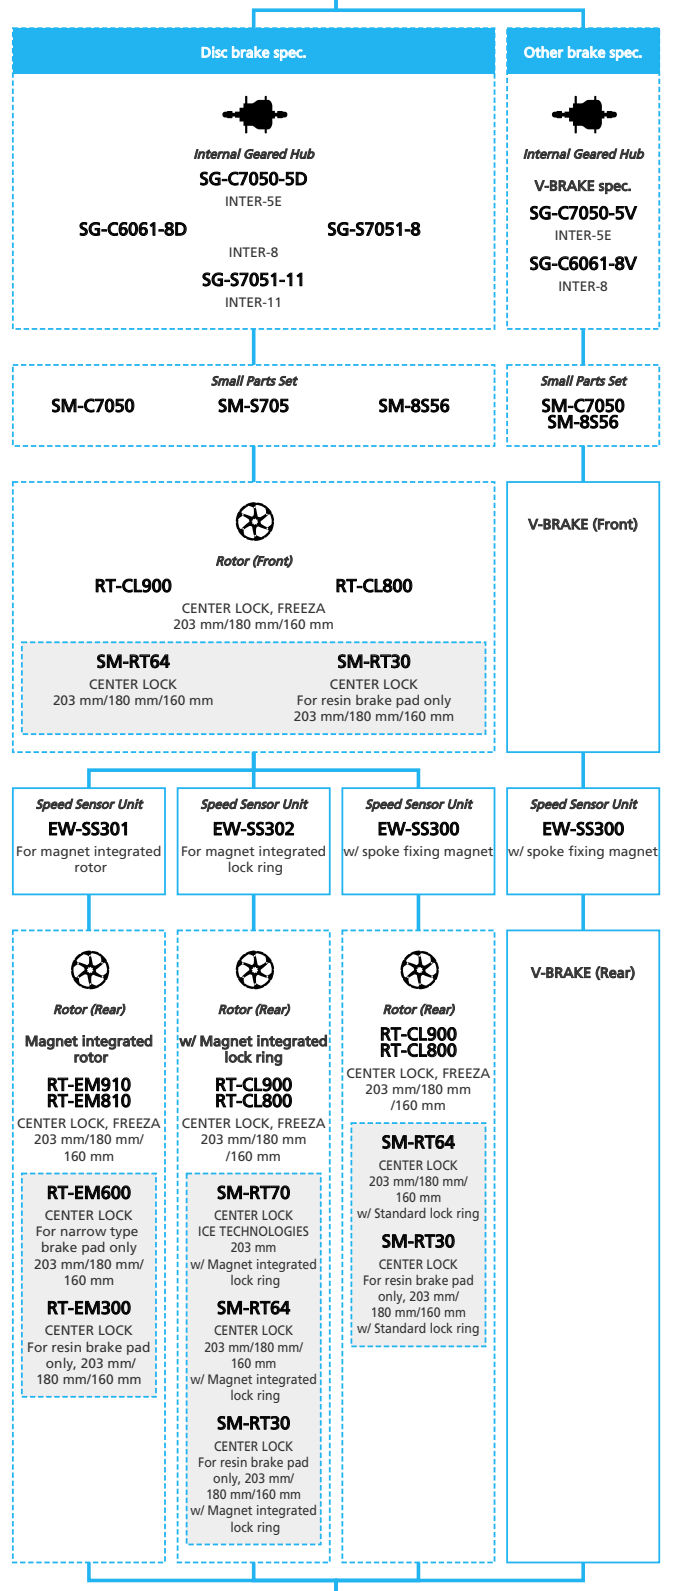 Disc brake spec.
Other brake spec.
Internal Geared Hub
SG-C7050-5D
INTER-5E
SG-C6061-8D
SG-S7051-8
INTER-8
SG-S7051-11
INTER-11
Internal Geared Hub
V-BRAKE spec.
SG-C7050-5V
INTER-5E
SG-C6061-8V
INTER-8
Small Parts Set
SM-C7050
SM-S705
SM-8S56
Small Parts Set
SM-C7050
SM-8S56
Rotor (Front)
RT-CL900
RT-CL800
CENTER LOCK, FREEZA
203 mm/180 mm/160 mm
SM-RT64
CENTER LOCK
203 mm/180 mm/160 mm
SM-RT30
CENTER LOCK
For resin brake pad only
203 mm/180 mm/160 mm
V-BRAKE (Front)
Speed Sensor Unit
EW-SS301
For magnet integrated
rotor
Speed Sensor Unit
EW-SS302
For magnet integrated
lock ring
Speed Sensor Unit
EW-SS300
w/ spoke fixing magnet
Speed Sensor Unit
EW-SS300
w/ spoke fixing magnet
Rotor (Rear)
Magnet integrated
rotor
RT-EM910
RT-EM810
CENTER LOCK, FREEZA
203 mm/180 mm/
160 mm
RT-EM600
CENTER LOCK
For narrow type
brake pad only
203 mm/180 mm/
160 mm
RT-EM300
CENTER LOCK
For resin brake pad
only, 203 mm/
180 mm/160 mm
Rotor (Rear)
w/ Magnet integrated
lock ring
RT-CL900
RT-CL800
CENTER LOCK, FREEZA
203 mm/180 mm
/160 mm
SM-RT70
CENTER LOCK
ICE TECHNOLOGIES
203 mm
w/ Magnet integrated
lock ring
SM-RT64
CENTER LOCK
203 mm/180 mm/
160 mm
w/ Magnet integrated
lock ring
SM-RT30
CENTER LOCK
For resin brake pad
only, 203 mm/
180 mm/160 mm
w/ Magnet integrated
lock ring
Rotor (Rear)
RT-CL900
RT-CL800
CENTER LOCK, FREEZA
203 mm/180 mm
/160 mm
SM-RT64
CENTER LOCK
203 mm/180 mm/
160 mm
w/ Standard lock ring
SM-RT30
CENTER LOCK
For resin brake pad
only, 203 mm/
180 mm/160 mm
w/ Standard lock ring
V-BRAKE (Rear)